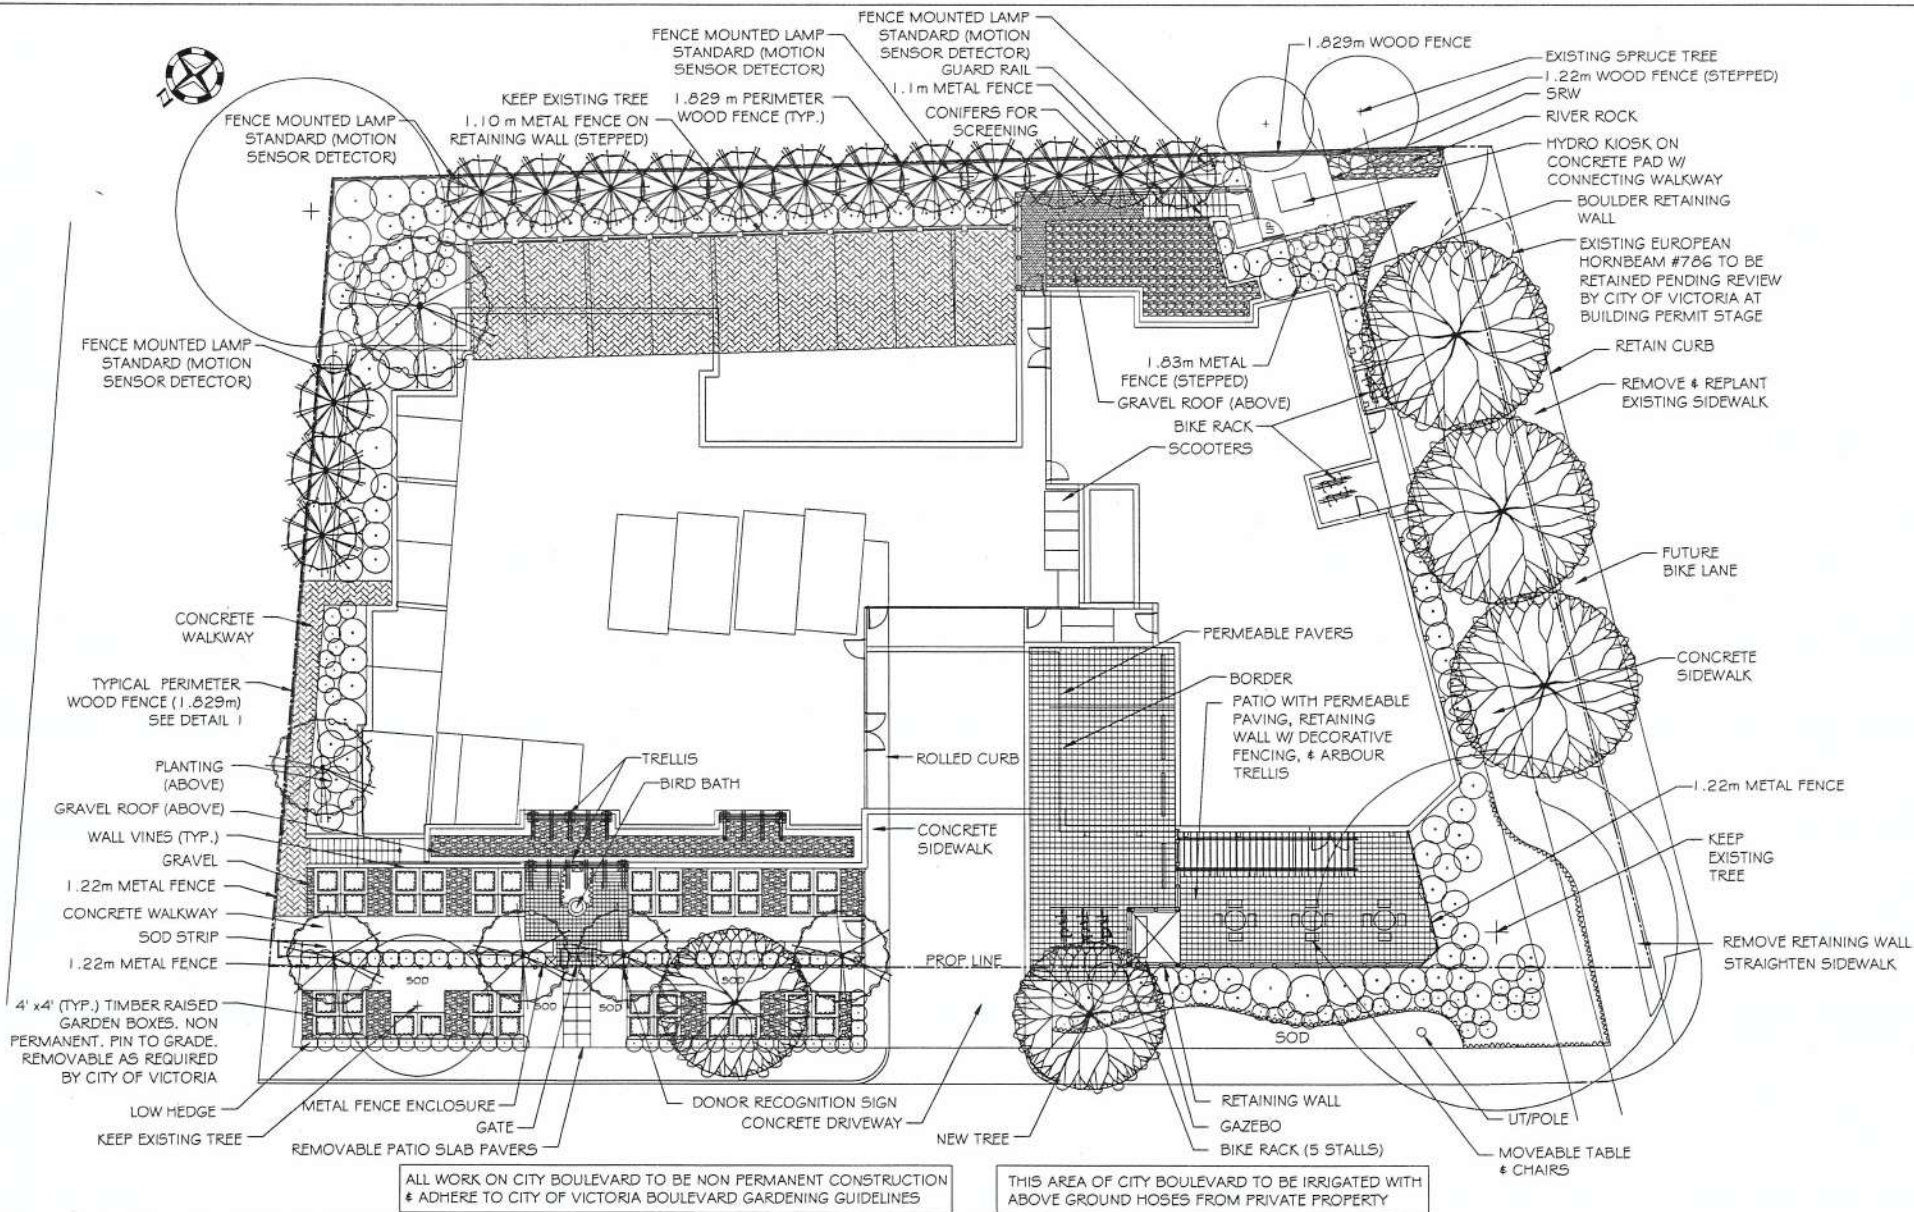 FENCE MOUNTED LAMP
STANDARD (MOTION
SENSOR DETECTOR)
GUARD RAIL
1.1m METAL FENCE
CONIFERS FOR
SCREENING
FENCE MOUNTED LAMP
STANDARD (MOTION
SENSOR DETECTOR)
1.829 m PERIMETER
WOOD FENCE (TYP.)
KEEP EXISTING TREE
1.10 m METAL FENCE ON
RETAINING WALL (STEPPED)
FENCE MOUNTED LAMP
STANDARD (MOTION
SENSOR DETECTOR)
1.829m WOOD FENCE
EXISTING SPRUCE TREE
1.22m WOOD FENCE (STEPPED)
SRW
RIVER ROCK
HYDRO KIOSK ON
CONCRETE PAD W/
CONNECTING WALKWAY
BOULDER RETAINING
WALL
UP
EXISTING EUROPEAN
HORNBEAM #786 TO BE
RETAINED PENDING REVIEW
BY CITY OF VICTORIA AT
BUILDING PERMIT STAGE
RETAIN CURB
REMOVE & REPLANT
EXISTING SIDEWALK
FENCE MOUNTED LAMP
STANDARD (MOTION
SENSOR DETECTOR)
1.83m METAL
FENCE (STEPPED)
GRAVEL ROOF (ABOVE)
BIKE RACK
SCOOTERS
FUTURE
BIKE LANE
CONCRETE
WALKWAY
PERMEABLE PAVERS
BORDER
PATIO WITH PERMEABLE
PAVING, RETAINING
WALL W/ DECORATIVE
FENCING, & ARBOUR
TRELLIS
CONCRETE
SIDEWALK
TYPICAL PERIMETER
WOOD FENCE (1.829m)
SEE DETAIL 1
PLANTING
(ABOVE)
TRELLIS
BIRD BATH
ROLLED CURB
1.22m METAL FENCE
GRAVEL ROOF (ABOVE)
WALL VINES (TYP.)
GRAVEL
1.22m METAL FENCE
CONCRETE WALKWAY
SOD STRIP
1.22m METAL FENCE
CONCRETE
SIDEWALK
KEEP
EXISTING
TREE
PROP LINE
REMOVE RETAINING WALL
STRAIGHTEN SIDEWALK
SOD
SOD
SOD
SOD
SOD
4' x4' (TYP.) TIMBER RAISED
GARDEN BOXES. NON
PERMANENT. PIN TO GRADE.
REMOVABLE AS REQUIRED
BY CITY OF VICTORIA
LOW HEDGE
KEEP EXISTING TREE
METAL FENCE ENCLOSURE
GATE
REMOVABLE PATIO SLAB PAVERS
DONOR RECOGNITION SIGN
CONCRETE DRIVEWAY
NEW TREE
RETAINING WALL
GAZEBO
BIKE RACK (5 STALLS)
UT/POLE
MOVEABLE TABLE
& CHAIRS
ALL WORK ON CITY BOULEVARD TO BE NON PERMANENT CONSTRUCTION
& ADHERE TO CITY OF VICTORIA BOULEVARD GARDENING GUIDELINES
THIS AREA OF CITY BOULEVARD TO BE IRRIGATED WITH
ABOVE GROUND HOSES FROM PRIVATE PROPERTY